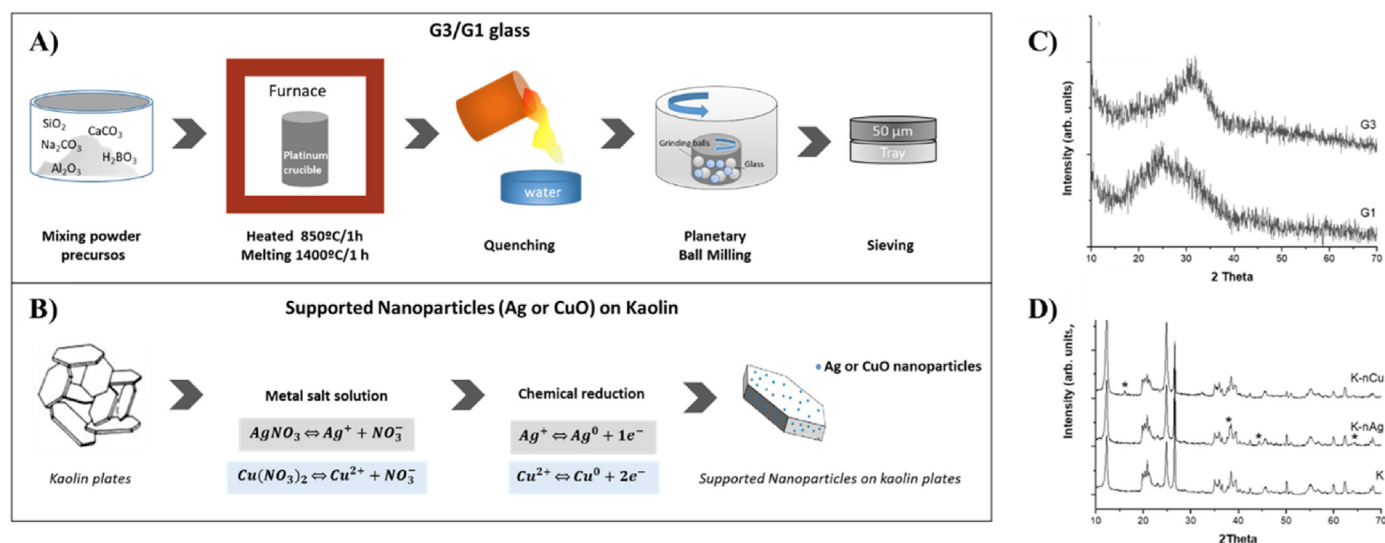 A)
G3/G1 glass
SiO₂
CaCO₃
Na₂CO₃
H₂BO₃
Al₂O₃
Mixing powder
precursos
Furnace
Platinum
crucible
Heated 850ºC/1h
Melting 1400ºC/1 h
water
Quenching
Grinding balls
Glass
Planetary
Ball Milling
50 µm
Tray
Sieving
B)
Supported Nanoparticles (Ag or CuO) on Kaolin
Kaolin plates
Metal salt solution
AgNO₃ ⇔ Ag⁺ + NO₃⁻
Cu(NO₃)₂ ⇔ Cu²⁺ + NO₃⁻
Chemical reduction
Ag⁺ ⇔ Ag⁰ + 1e⁻
Cu²⁺ ⇔ Cu⁰ + 2e⁻
Ag or CuO nanoparticles
Supported Nanoparticles on kaolin plates
C)
Intensity (arb. units)
G3
G1
10 20 30 40 50 60 70
2 Theta
D)
Intensity (arb. units,
K-nCu
*
K-nAg
* * *
K
10 20 30 40 50 60 70
2Theta